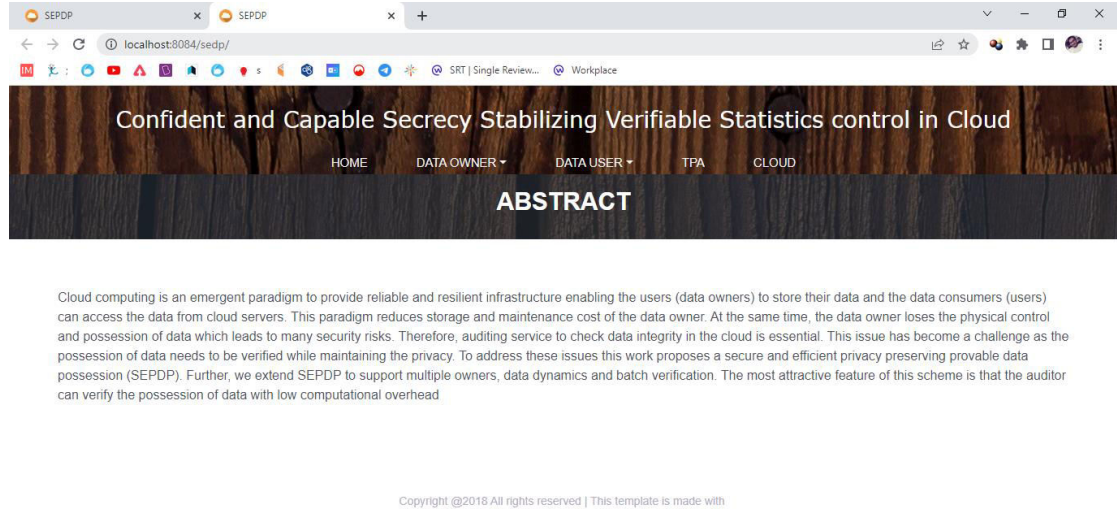 SEPDP
SEPDP
localhost:8084/sedp/
SRT | Single Review... Workplace
Confident and Capable Secrecy Stabilizing Verifiable Statistics control in Cloud
HOME DATA OWNER DATA USER TPA CLOUD
ABSTRACT
Cloud computing is an emergent paradigm to provide reliable and resilient infrastructure enabling the users (data owners) to store their data and the data consumers (users)
can access the data from cloud servers. This paradigm reduces storage and maintenance cost of the data owner. At the same time, the data owner loses the physical control
and possession of data which leads to many security risks. Therefore, auditing service to check data integrity in the cloud is essential. This issue has become a challenge as the
possession of data needs to be verified while maintaining the privacy. To address these issues this work proposes a secure and efficient privacy preserving provable data
possession (SEPDP). Further, we extend SEPDP to support multiple owners, data dynamics and batch verification. The most attractive feature of this scheme is that the auditor
can verify the possession of data with low computational overhead
Copyright @2018 All rights reserved | This template is made with